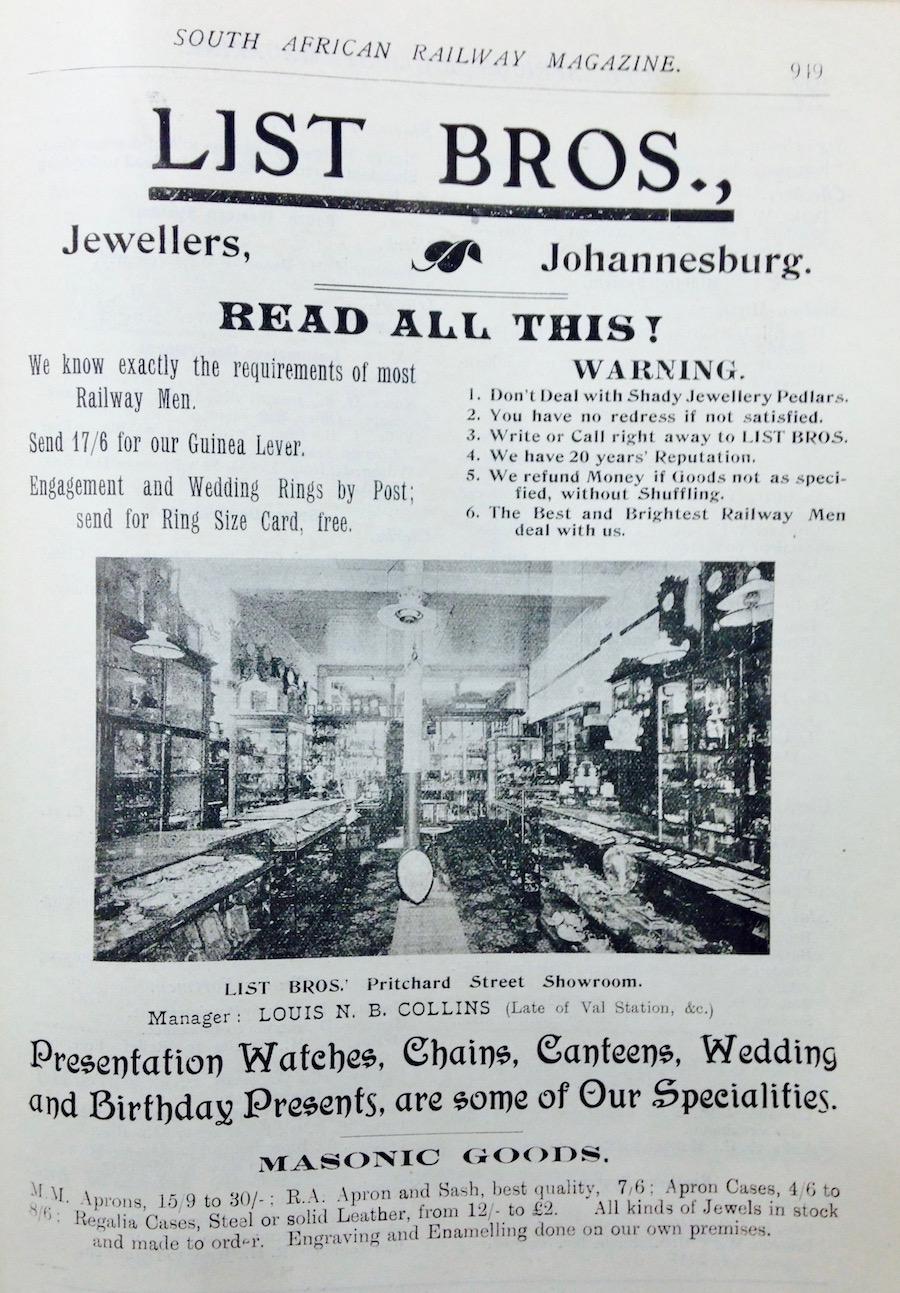 SOUTH AFRICAN RAILWAY MAGAZINE. 949
LIST BROS.,
Jewellers, Johannesburg.
READ ALL THIS!
We know exactly the requirements of most
Railway Men.
Send 17/6 for our Guinea Lever.
Engagement and Wedding Rings by Post;
send for Ring Size Card, free.
WARNING.
1. Don't Deal with Shady Jewellery Pedlars.
2. You have no redress if not satisfied.
3. Write or Call right away to LIST BROS.
4. We have 20 years' Reputation.
5. We refund Money if Goods not as speci-
fied, without Shuffling.
6. The Best and Brightest Railway Men
deal with us.
LIST BROS.' Pritchard Street Showroom.
Manager: LOUIS N. B. COLLINS (Late of Val Station, &c.)
Presentation Watches, Chains, Canteens, Wedding
and Birthday Presents, are some of Our Specialities.
MASONIC GOODS.
M.M. Aprons, 15/9 to 30/-; R.A. Apron and Sash, best quality, 7/6; Apron Cases, 4/6 to
8/6; Regalia Cases, Steel or solid Leather, from 12/- to £2. All kinds of Jewels in stock
and made to order. Engraving and Enamelling done on our own premises.